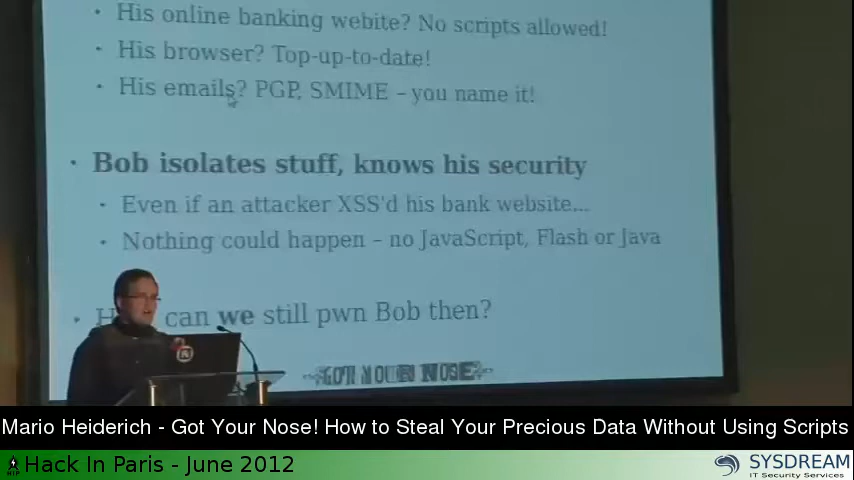 • His online banking webite? No scripts allowed!
• His browser? Top-up-to-date!
• His emails? PGP, SMIME – you name it!
• Bob isolates stuff, knows his security
• Even if an attacker XSS'd his bank website...
• Nothing could happen – no JavaScript, Flash or Java
• can we still pwn Bob then?
GOT YOUR NOSE
Mario Heiderich - Got Your Nose! How to Steal Your Precious Data Without Using Scripts
Hack In Paris - June 2012
SYSDREAM
IT Security Services